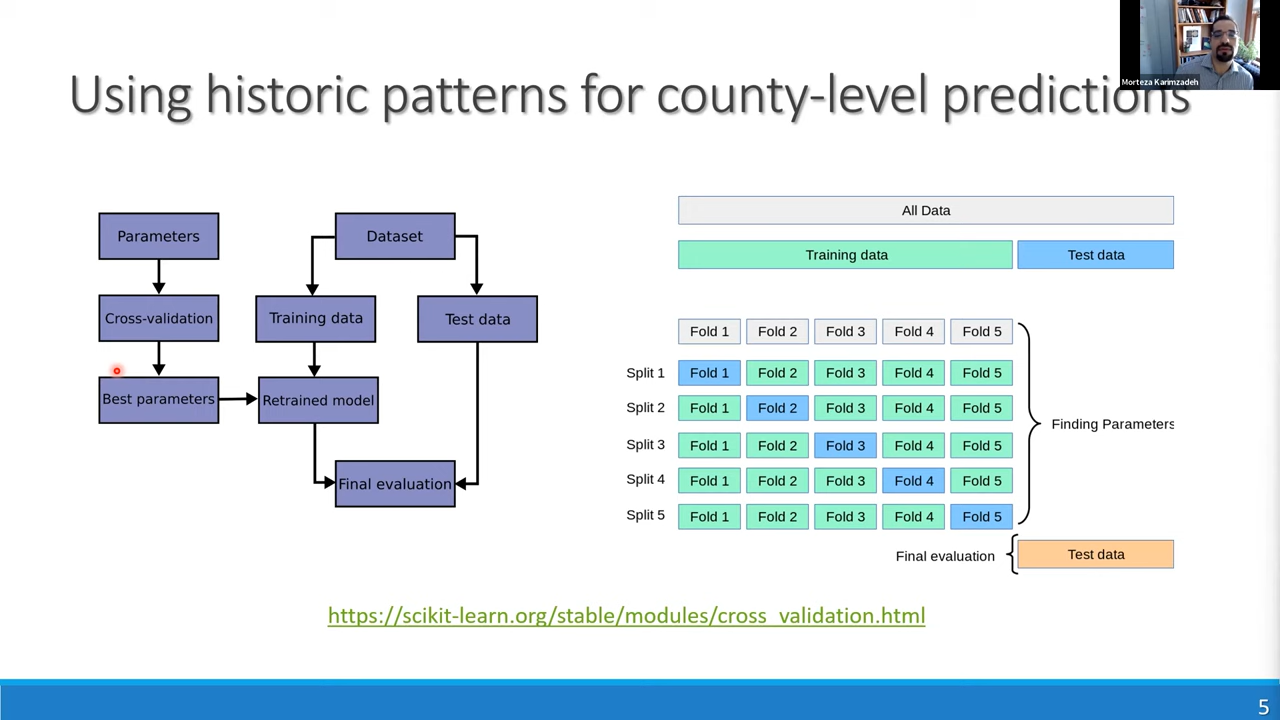 Morteza Karimzadeh
Using historic patterns for county-level predictions
Parameters
Dataset
Cross-validation
Training data
Test data
Best parameters
Retrained model
Final evaluation
All Data
Training data
Test data
Fold 1 Fold 2 Fold 3 Fold 4 Fold 5
Split 1 Fold 1 Fold 2 Fold 3 Fold 4 Fold 5
Split 2 Fold 1 Fold 2 Fold 3 Fold 4 Fold 5
Split 3 Fold 1 Fold 2 Fold 3 Fold 4 Fold 5
Split 4 Fold 1 Fold 2 Fold 3 Fold 4 Fold 5
Split 5 Fold 1 Fold 2 Fold 3 Fold 4 Fold 5
Finding Parameters
Final evaluation
Test data
https://scikit-learn.org/stable/modules/cross_validation.html
5